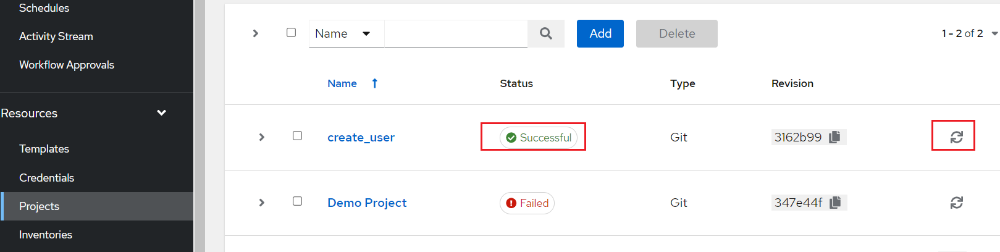 Schedules
Activity Stream
Workflow Approvals
Resources
Templates
Credentials
Projects
Inventories
Name Add Delete 1 - 2 of 2
Name Status Type Revision
create_user Successful Git 3162b99
Demo Project Failed Git 347e44f